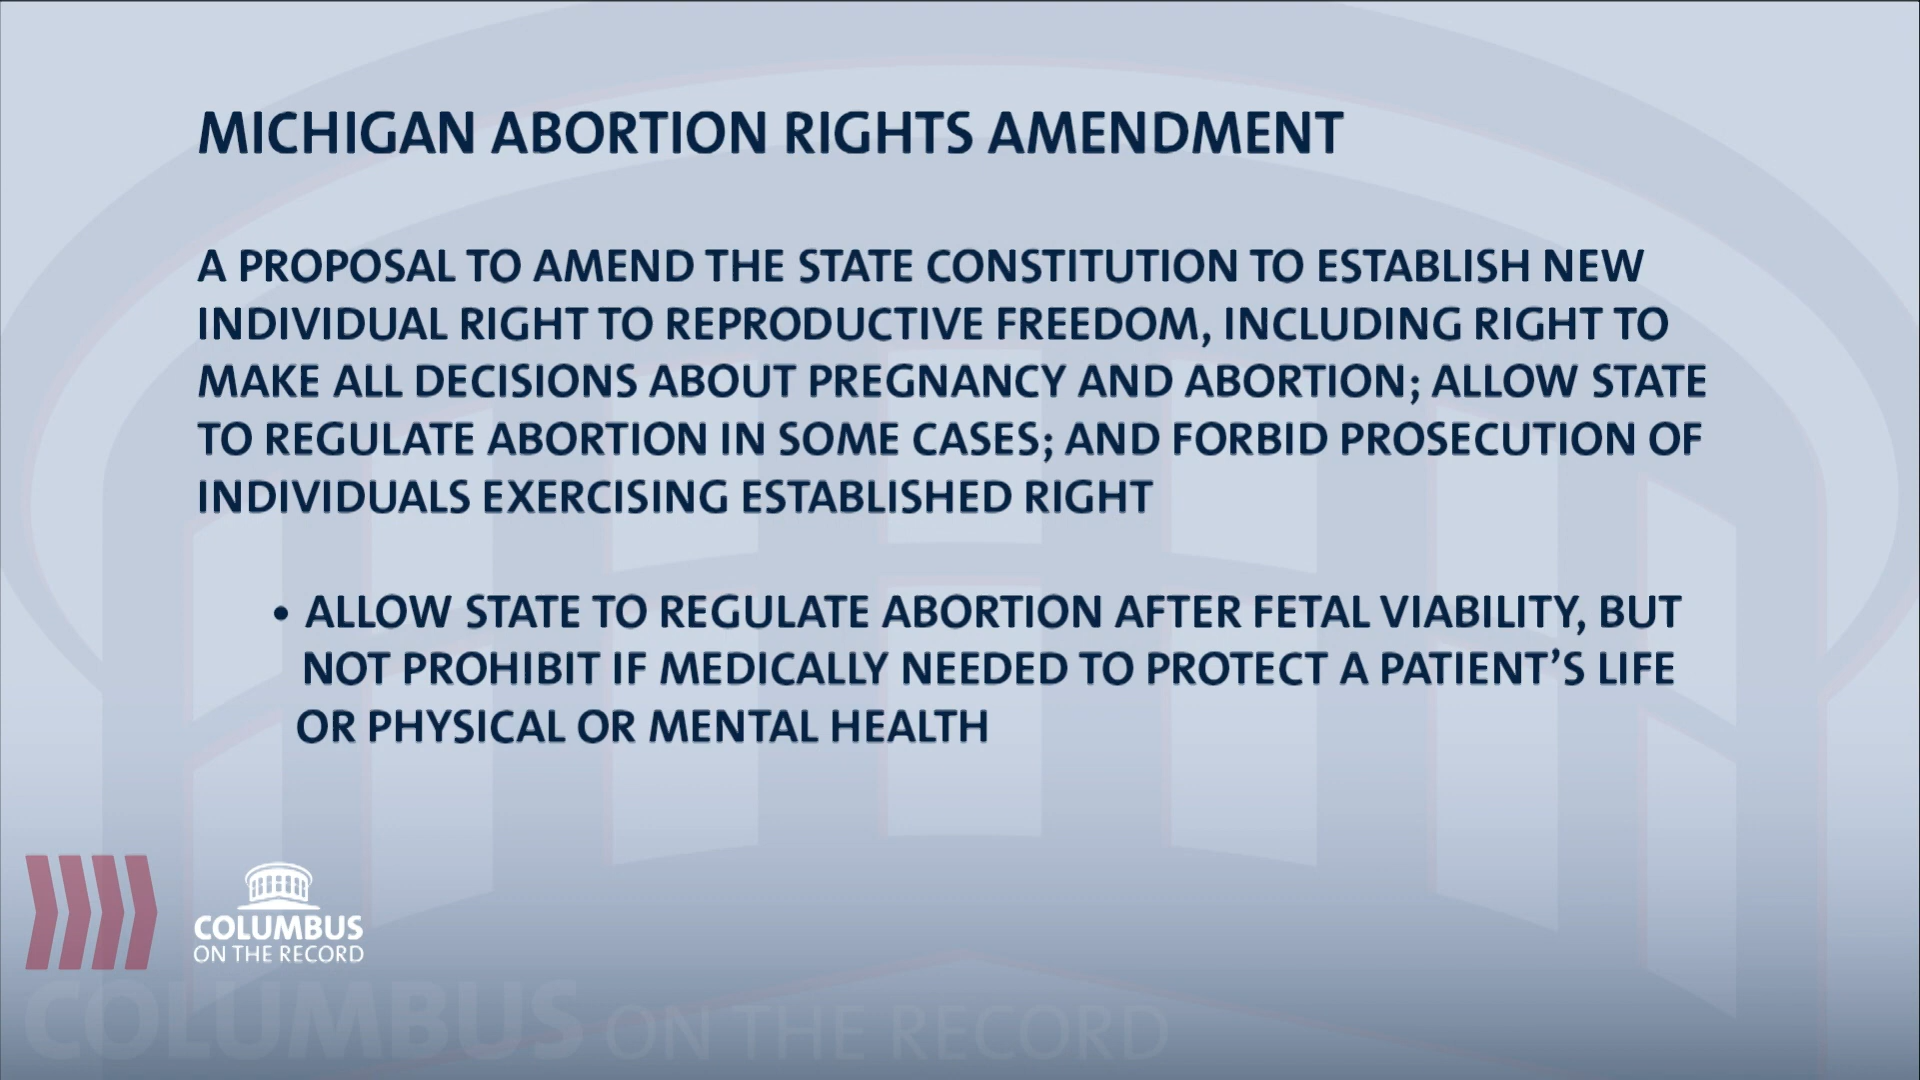 MICHIGAN ABORTION RIGHTS AMENDMENT
A PROPOSAL TO AMEND THE STATE CONSTITUTION TO ESTABLISH NEW
INDIVIDUAL RIGHT TO REPRODUCTIVE FREEDOM, INCLUDING RIGHT TO
MAKE ALL DECISIONS ABOUT PREGNANCY AND ABORTION; ALLOW STATE
TO REGULATE ABORTION IN SOME CASES; AND FORBID PROSECUTION OF
INDIVIDUALS EXERCISING ESTABLISHED RIGHT
• ALLOW STATE TO REGULATE ABORTION AFTER FETAL VIABILITY, BUT
NOT PROHIBIT IF MEDICALLY NEEDED TO PROTECT A PATIENT’S LIFE
OR PHYSICAL OR MENTAL HEALTH
COLUMBUS
ON THE RECORD
COLUMBUS ON THE RECORD